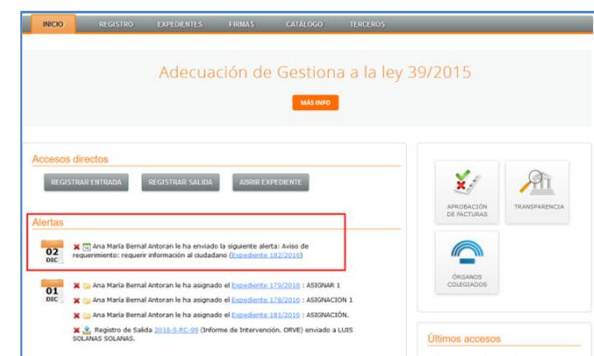 INICIO
REGISTRO
EXPEDIENTES
FIRMAS
CATÁLOGO
TERCEROS
Adecuación de Gestiona a la ley 39/2015
MÁS INFO
Accesos directos
REGISTRAR ENTRADA
REGISTRAR SALIDA
ABRIR EXPEDIENTE
Alertas
02
DIC
Ana María Bernal Antoran le ha enviado la siguiente alerta: Aviso de
requerimiento: requerir información al ciudadano (Expediente 182/2016)
01
DIC
Ana María Bernal Antoran le ha asignado el Expediente 179/2016 : ASIGNAR 1
Ana María Bernal Antoran le ha asignado el Expediente 178/2016 : ASIGNACION 1
Ana María Bernal Antoran le ha asignado el Expediente 181/2016 : ASIGNACIÓN.
Registro de Salida 2016-S-RC-99 (Informe de Intervención. ORVE) enviado a LUIS
SOLANAS SOLANAS.
APROBACIÓN
DE FACTURAS
TRANSPARENCIA
ÓRGANOS
COLEGIADOS
Últimos accesos